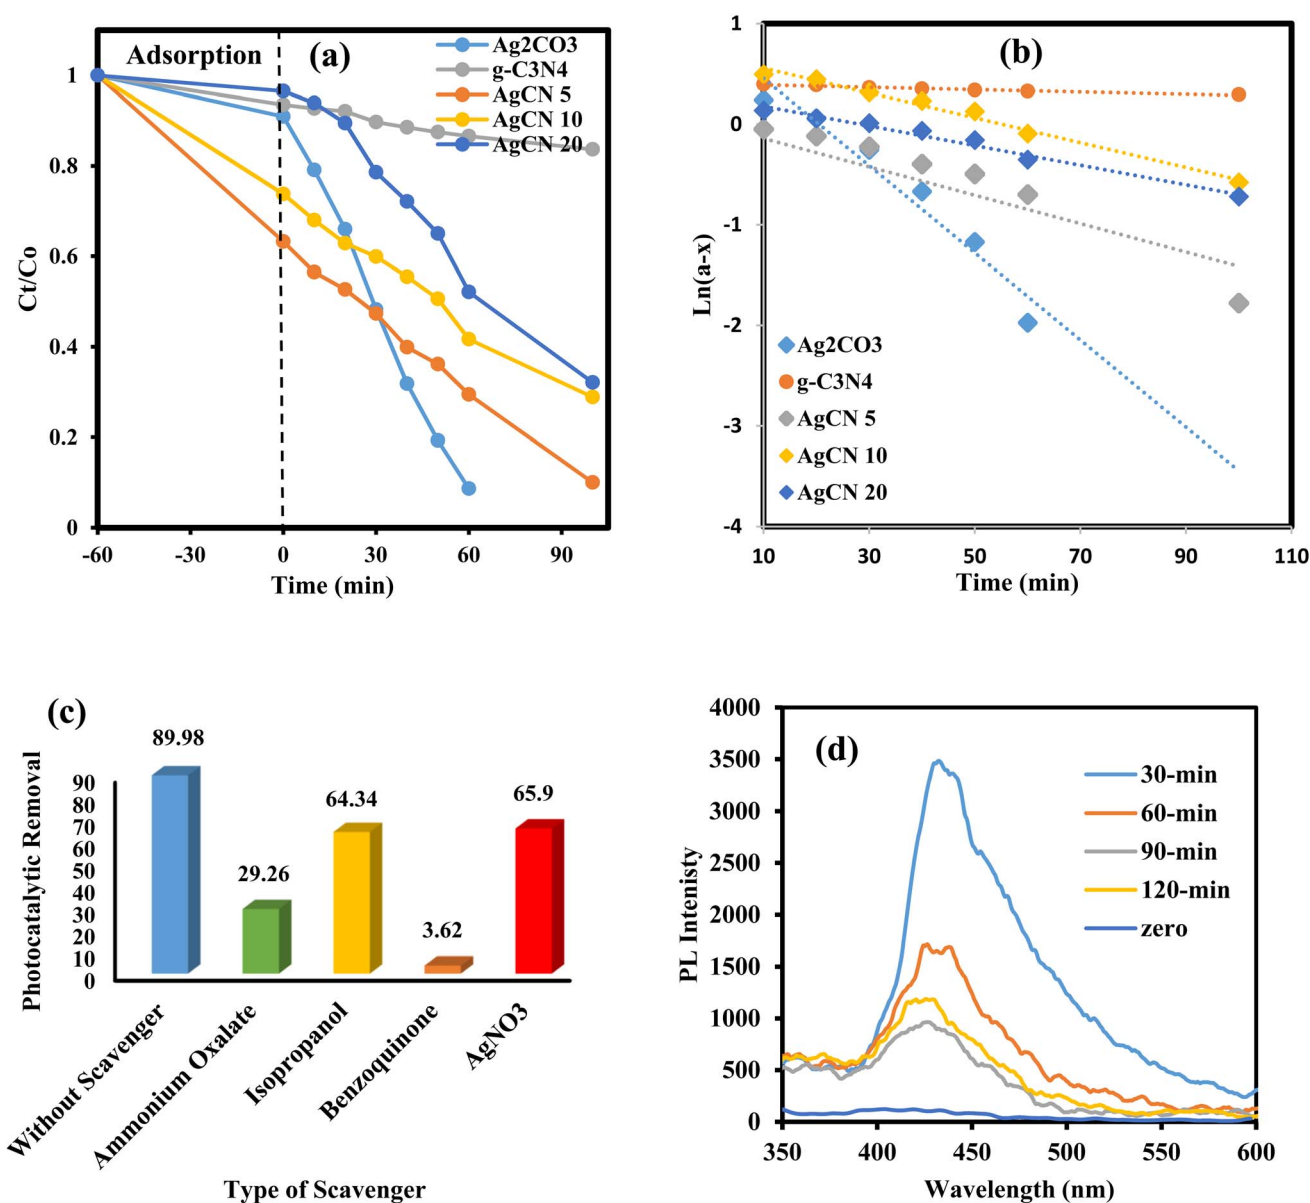 Adsorption
(a)
Ag2CO3
g-C3N4
AgCN 5
AgCN 10
AgCN 20
1
0.8
0.6
0.4
0.2
0
Ct/Co
-60 -30 0 30 60 90
Time (min)
(b)
1
0
-1
-2
-3
-4
Ln(a-x)
Ag2CO3
g-C3N4
AgCN 5
AgCN 10
AgCN 20
10 30 50 70 90 110
Time (min)
(c)
Photocatalytic Removal
90
80
70
60
50
40
30
20
10
0
89.98
29.26
64.34
3.62
65.9
Without Scavenger
Ammonium Oxalate
Isopropanol
Benzoquinone
AgNO3
Type of Scavenger
(d)
4000
3500
3000
2500
2000
1500
1000
500
0
PL Intenisty
30-min
60-min
90-min
120-min
zero
350 400 450 500 550 600
Wavelength (nm)